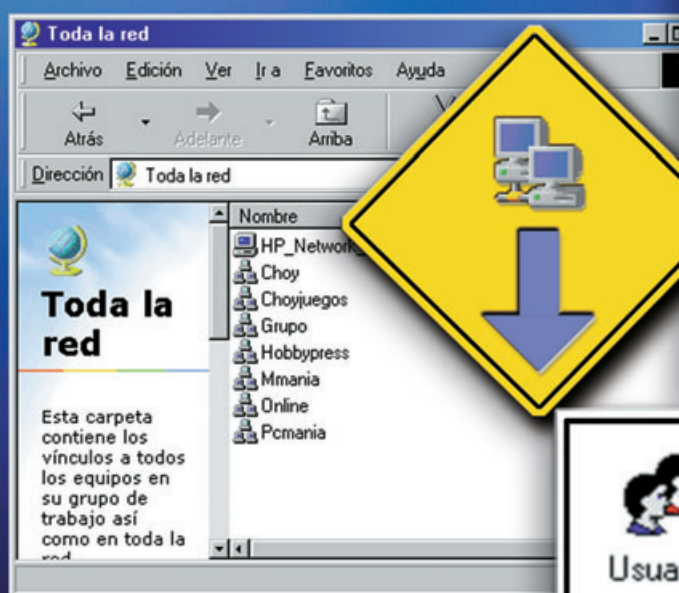 Toda la red
Archivo Edición Ver Ir a Favoritos Ayuda
Atrás Adelante Arriba
Dirección Toda la red
Nombre
HP_Network_
Choy
Choyjuegos
Grupo
Hobbypress
Mmania
Online
Pcmania
Toda la
red
Esta carpeta
contiene los
vínculos a todos
los equipos en
su grupo de
trabajo así
como en toda la
red